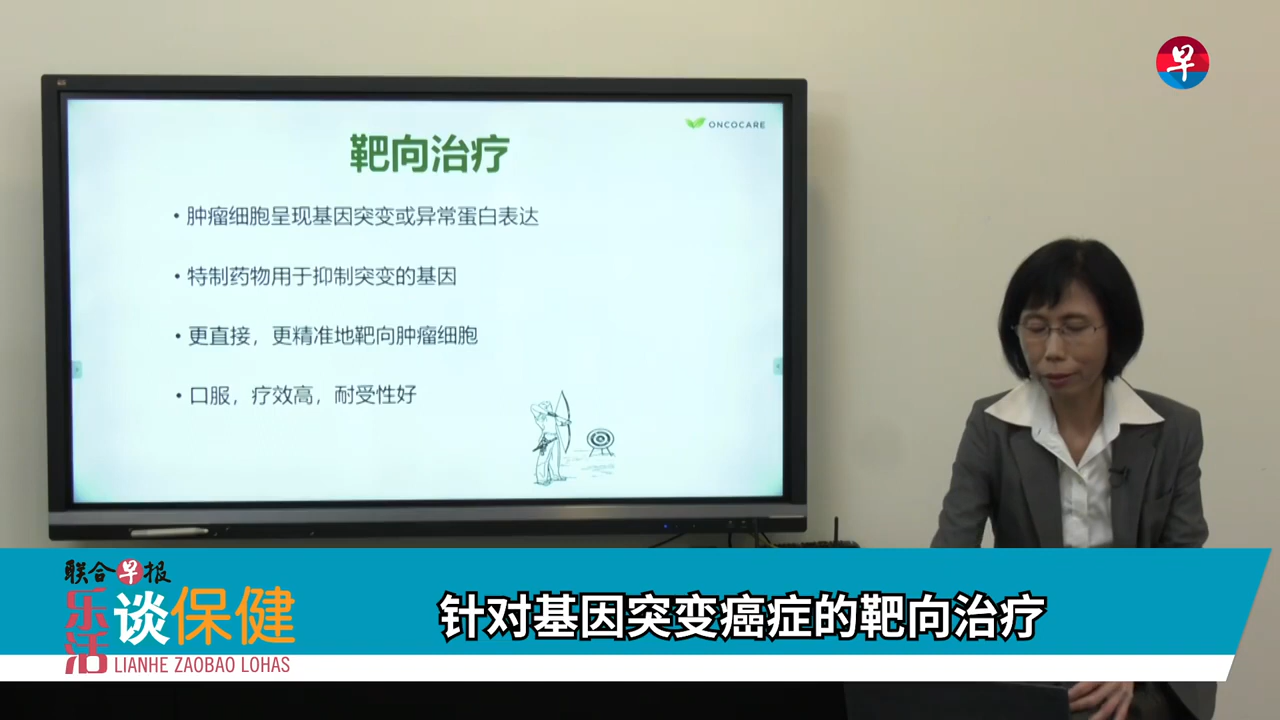 早
ONCOCARE
靶向治疗
• 肿瘤细胞呈现基因突变或异常蛋白表达
• 特制药物用于抑制突变的基因
• 更直接，更精准地靶向肿瘤细胞
• 口服，疗效高，耐受性好
联合早报
乐活
谈保健
LIANHE ZAOBAO LOHAS
针对基因突变癌症的靶向治疗